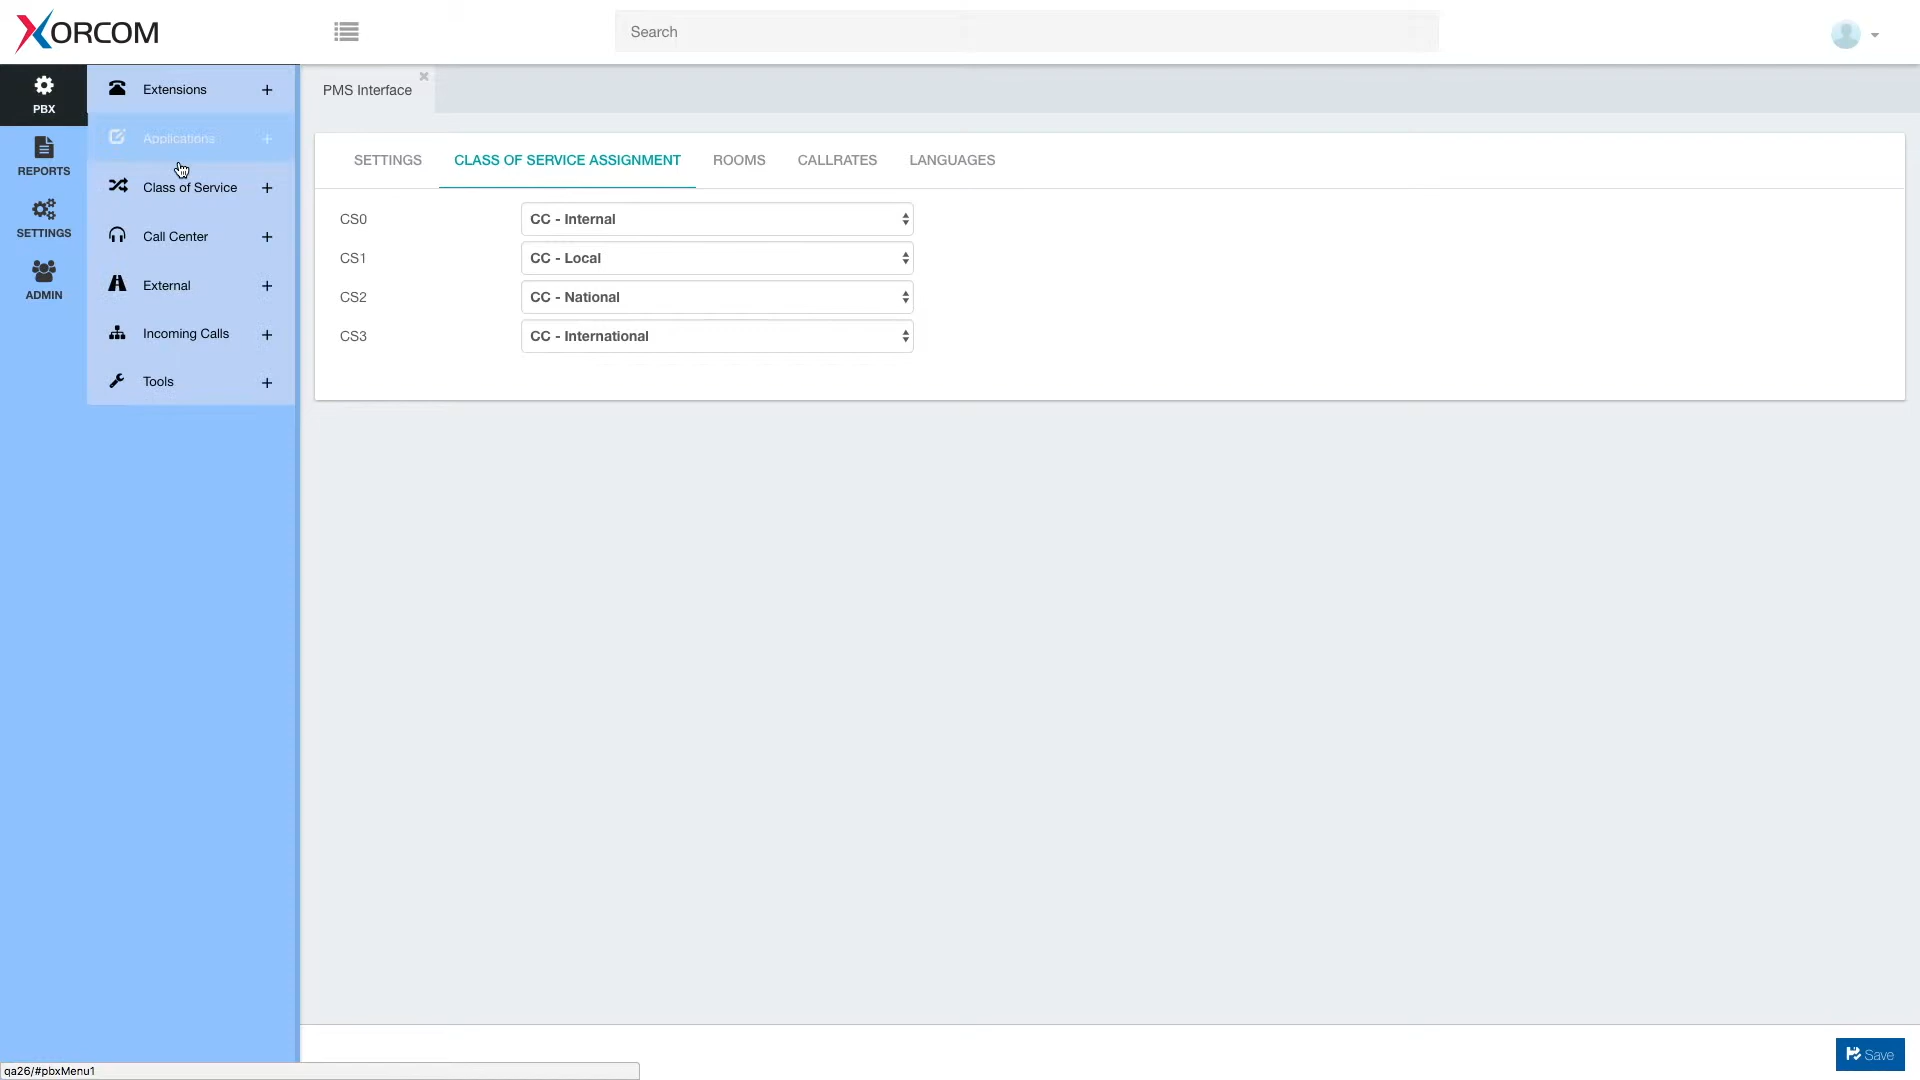 XORCOM
Search
PBX
REPORTS
SETTINGS
ADMIN
Extensions +
Applications +
Class of Service +
Call Center +
External +
Incoming Calls +
Tools +
PMS Interface
SETTINGS CLASS OF SERVICE ASSIGNMENT ROOMS CALLRATES LANGUAGES
CS0 CC - Internal
CS1 CC - Local
CS2 CC - National
CS3 CC - International
Save
qa26/#pbxMenu1